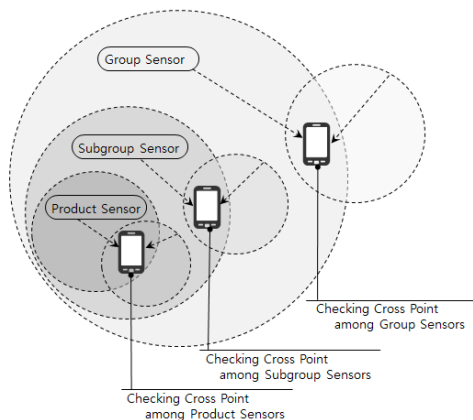 Group Sensor
Subgroup Sensor
Product Sensor
Checking Cross Point
among Group Sensors
Checking Cross Point
among Subgroup Sensors
Checking Cross Point
among Product Sensors